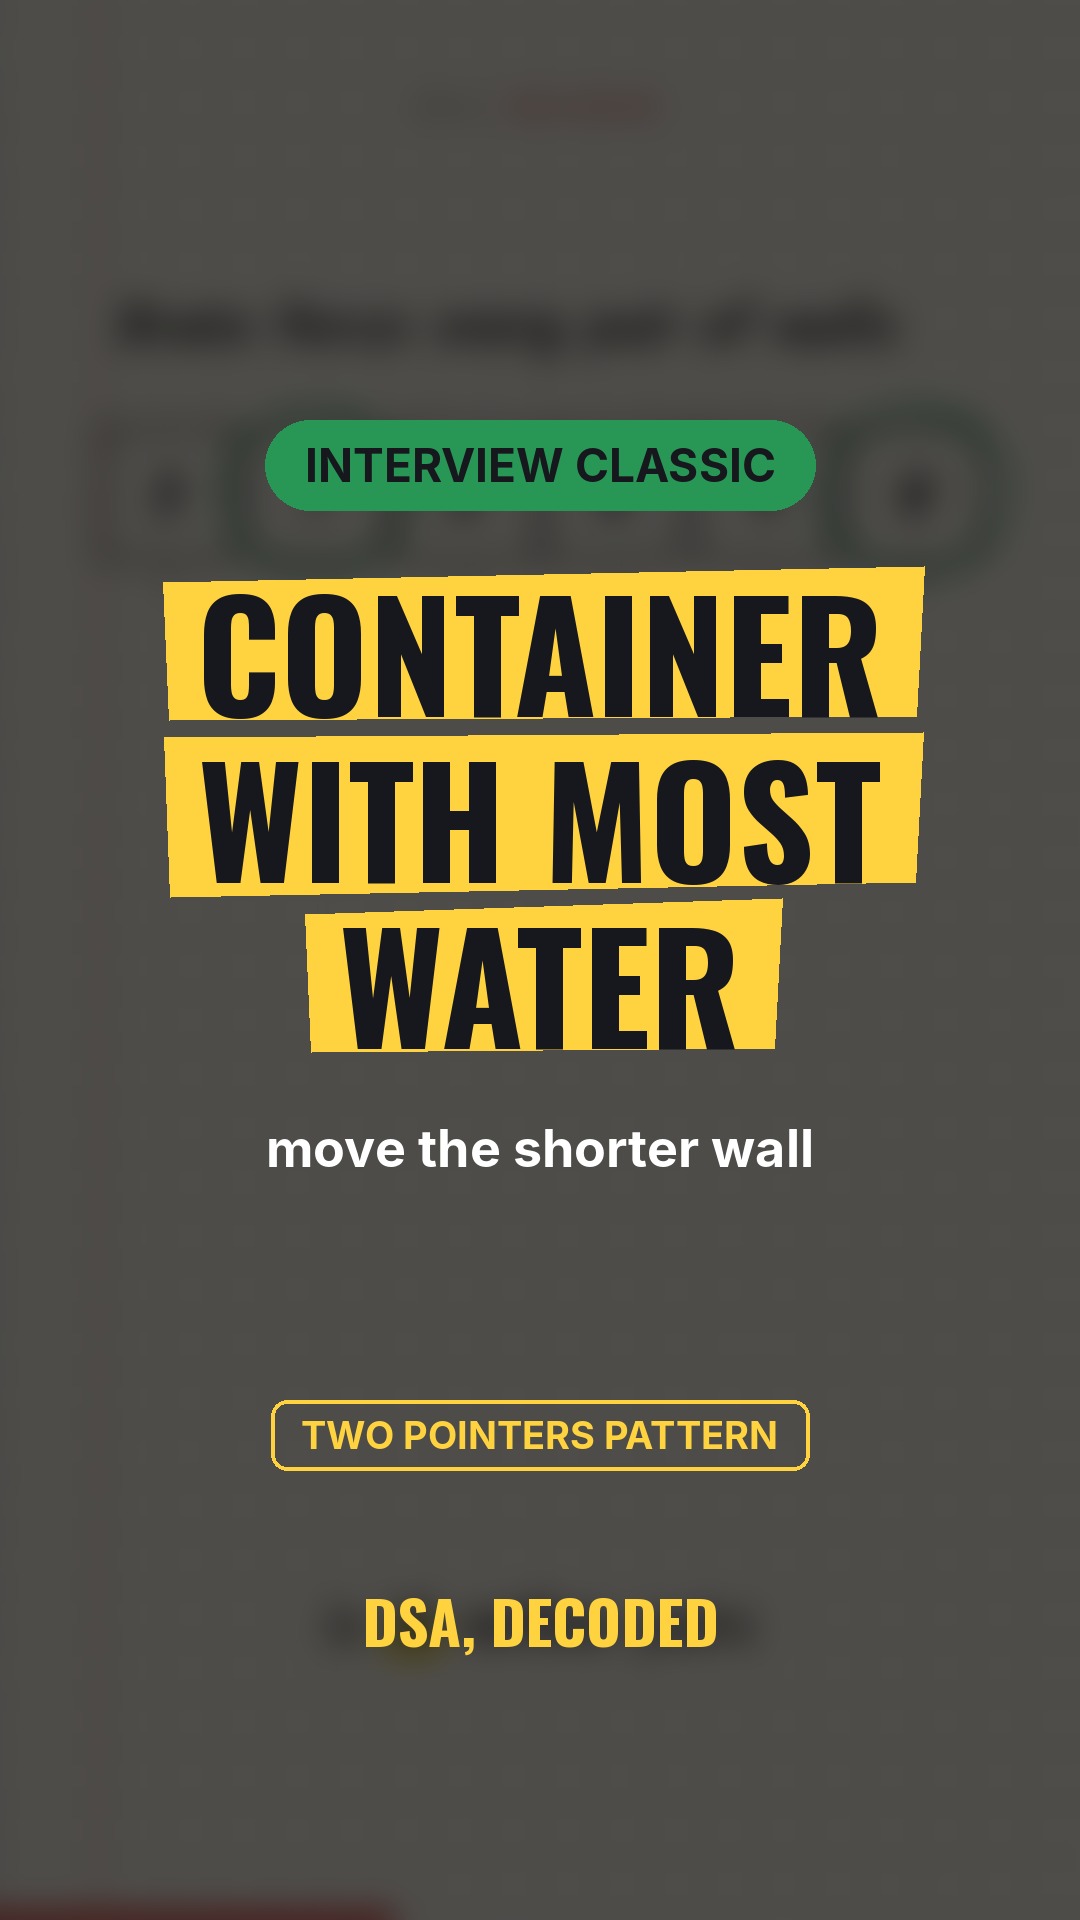 INTERVIEW CLASSIC
CONTAINER
WITH MOST
WATER
move the shorter wall
TWO POINTERS PATTERN
DSA, DECODED